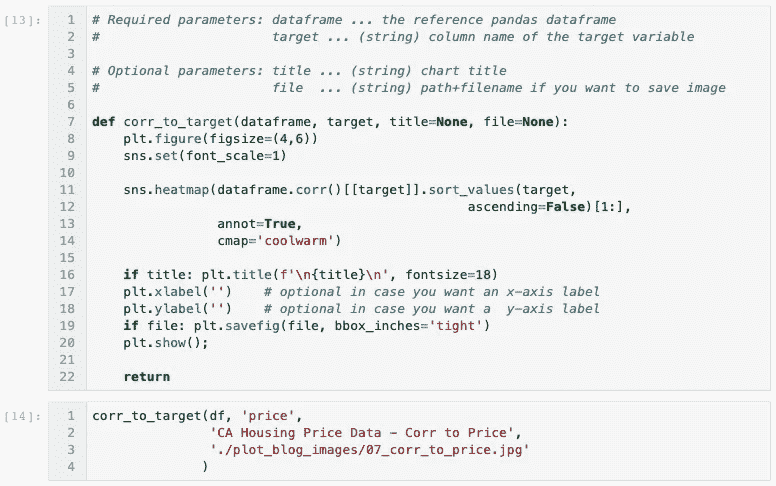 [13]:
1 # Required parameters: dataframe ... the reference pandas dataframe
2 #                      target ... (string) column name of the target variable
3
4 # Optional parameters: title ... (string) chart title
5 #                      file  ... (string) path+filename if you want to save image
6
7 def corr_to_target(dataframe, target, title=None, file=None):
8     plt.figure(figsize=(4,6))
9     sns.set(font_scale=1)
10
11     sns.heatmap(dataframe.corr()[[target]].sort_values(target,
12                                                 ascending=False)[1:],
13                 annot=True,
14                 cmap='coolwarm')
15
16     if title: plt.title(f'\n{title}\n', fontsize=18)
17     plt.xlabel('')    # optional in case you want an x-axis label
18     plt.ylabel('')    # optional in case you want a  y-axis label
19     if file: plt.savefig(file, bbox_inches='tight')
20     plt.show();
21
22     return
[14]:
1 corr_to_target(df, 'price',
2                'CA Housing Price Data - Corr to Price',
3                './plot_blog_images/07_corr_to_price.jpg'
4               )